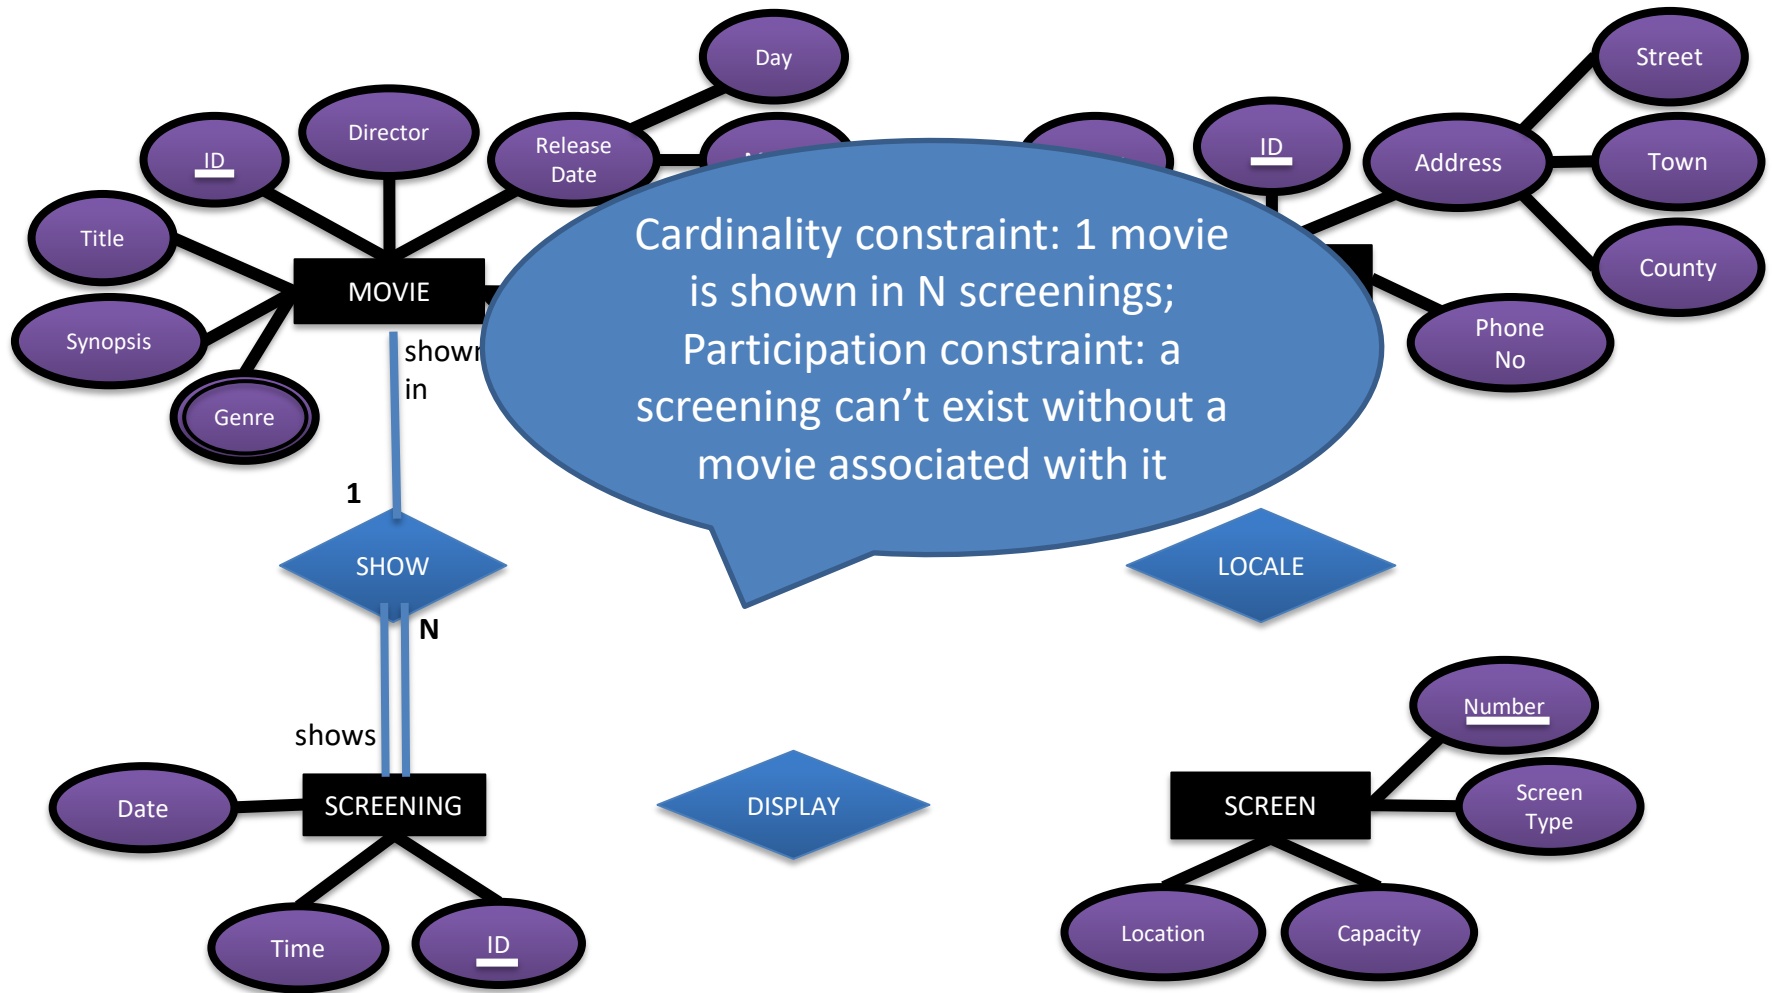 Day
Street
Director
Release
Date
ID
ID
Address
Town
Title
Cardinality constraint: 1 movie
is shown in N screenings;
Participation constraint: a
screening can’t exist without a
movie associated with it
County
MOVIE
Synopsis
shown
in
Phone
No
Genre
1
SHOW
LOCALE
N
Number
shows
Date
SCREENING
DISPLAY
SCREEN
Screen
Type
Time
ID
Location
Capacity